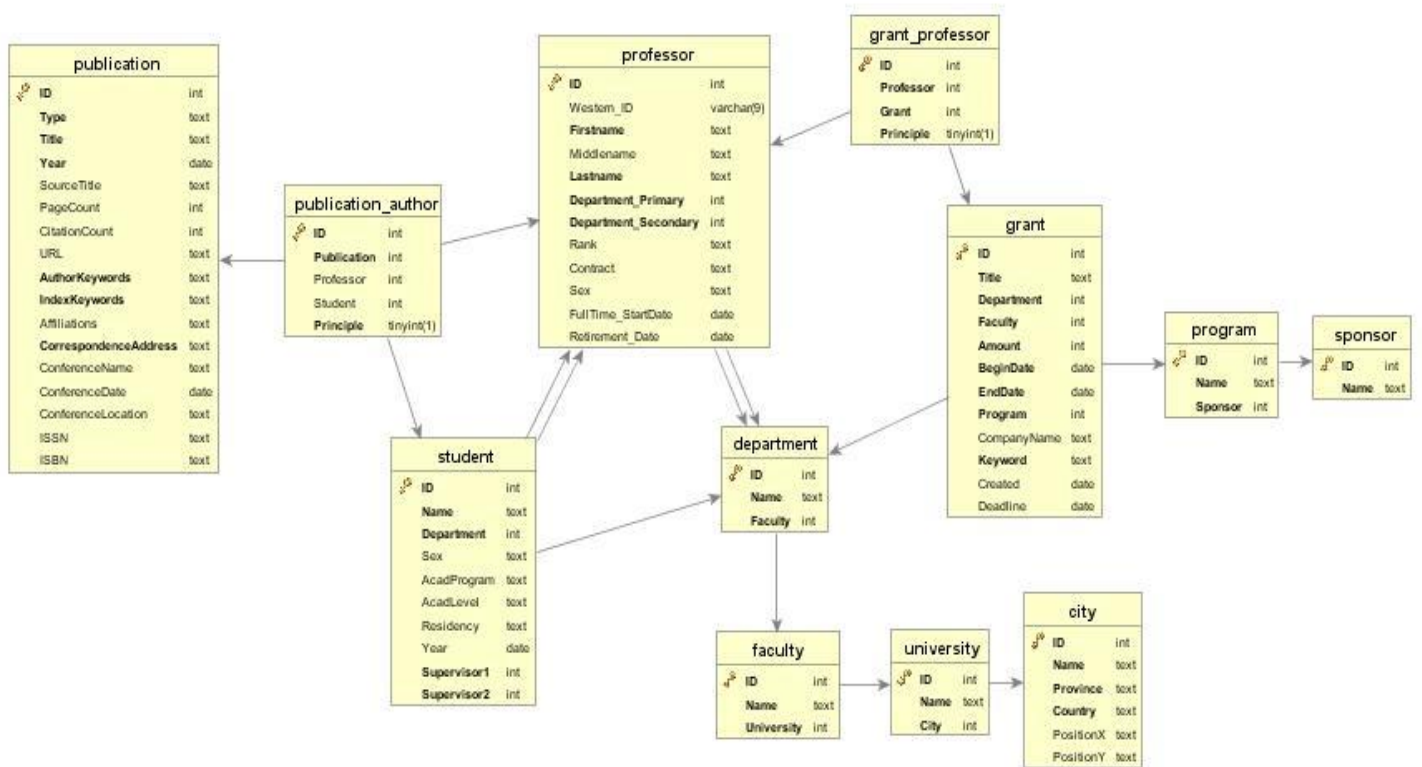 publication
ID int
Type text
Title text
Year date
SourceTitle text
PageCount int
CitationCount int
URL text
AuthorKeywords text
IndexKeywords text
Affiliations text
CorrespondenceAddress text
ConferenceName text
ConferenceDate date
ConferenceLocation text
ISSN text
ISBN text
publication_author
ID int
Publication int
Professor int
Student int
Principle tinyint(1)
professor
ID int
Western_ID varchar(9)
Firstname text
Middlename text
Lastname text
Department_Primary int
Department_Secondary int
Rank text
Contract text
Sex text
FullTime_StartDate date
Retirement_Date date
grant_professor
ID int
Professor int
Grant int
Principle tinyint(1)
grant
ID int
Title text
Department int
Faculty int
Amount int
BeginDate date
EndDate date
Program int
CompanyName text
Keyword text
Created date
Deadline date
program
ID int
Name text
Sponsor int
sponsor
ID int
Name text
student
ID int
Name text
Department int
Sex text
AcadProgram text
AcadLevel text
Residency text
Year date
Supervisor1 int
Supervisor2 int
department
ID int
Name text
Faculty int
faculty
ID int
Name text
University int
university
ID int
Name text
City int
city
ID int
Name text
Province text
Country text
PositionX text
PositionY text